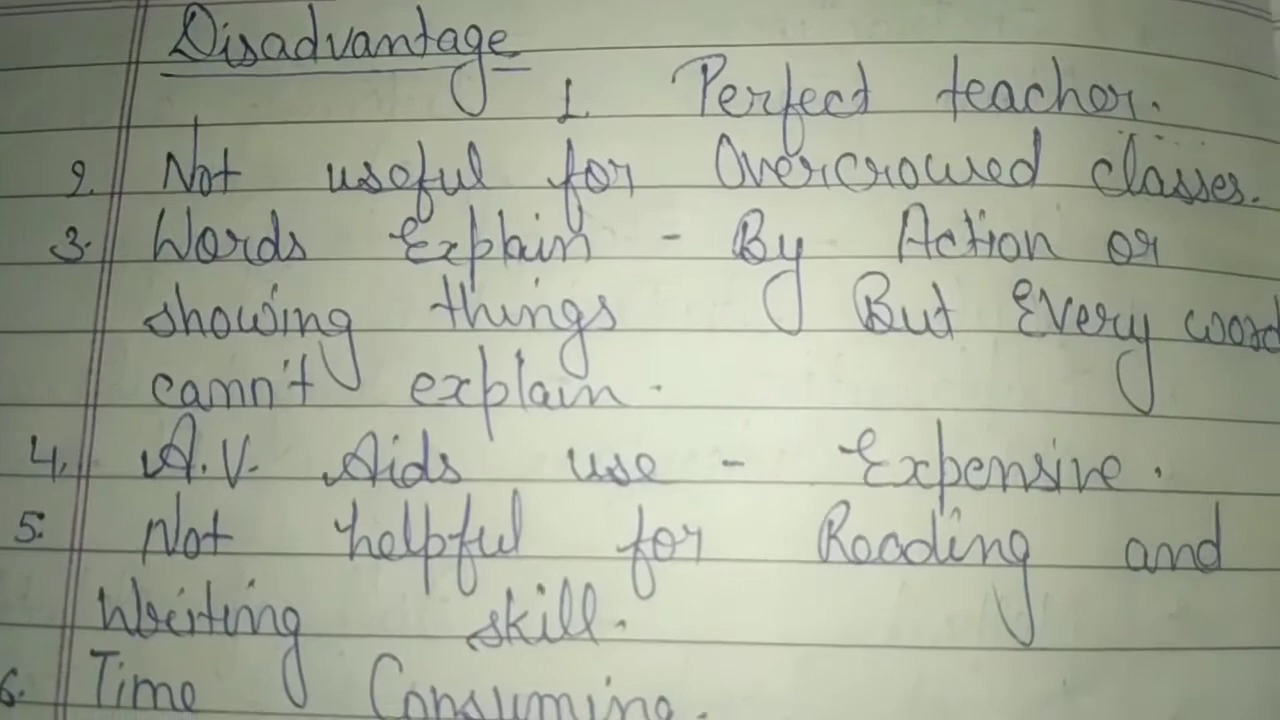 Disadvantage
1. Perfect teacher.
2. Not useful for Overcrowed classes.
3. Words Explain - By Action or
showing things But Every word
camn't explain.
4. A.V. Aids use - Expensive.
5. Not helpful for Reading and
Writing skill.
6. Time Consuming.